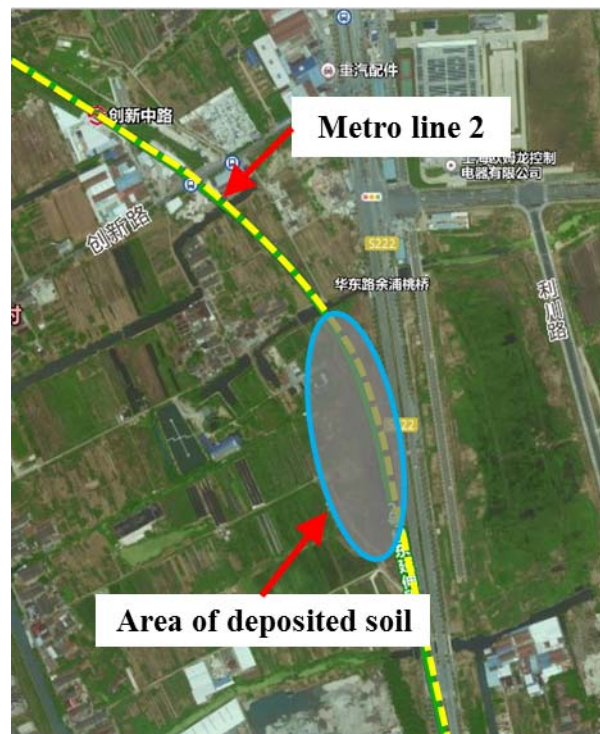 重汽配件
创新中路
Metro line 2
上海欧姆龙控制
电器有限公司
创新路
S222
华东路余浦桃桥
利川路
村
22
Area of deposited soil